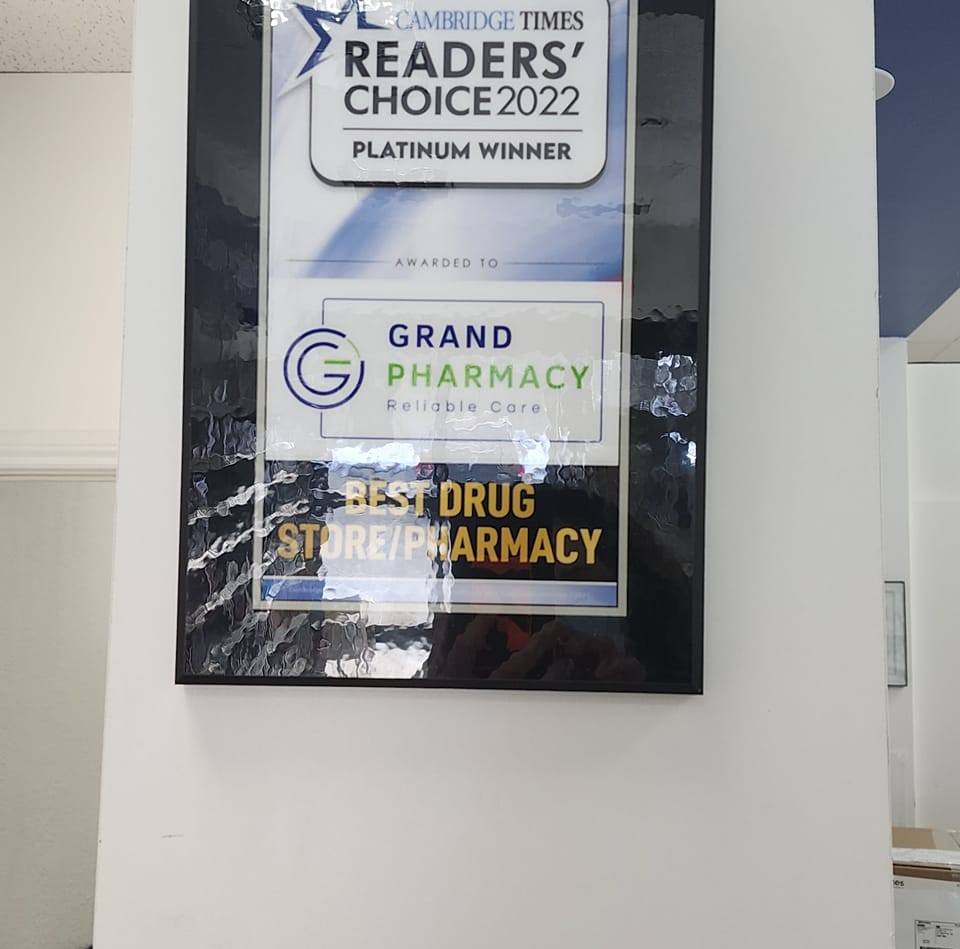 CAMBRIDGE TIMES
READERS'
CHOICE 2022
PLATINUM WINNER
AWARDED TO
GRAND
PHARMACY
Reliable Care
BEST DRUG
STORE/PHARMACY